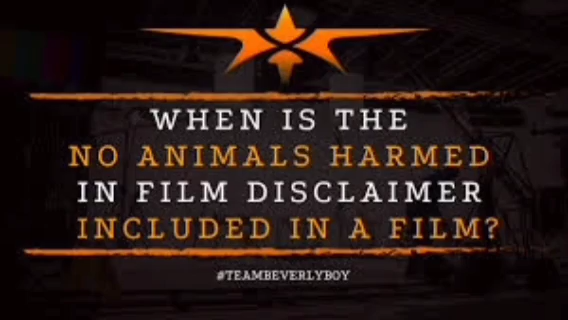 WHEN IS THE
NO ANIMALS HARMED
IN FILM DISCLAIMER
INCLUDED IN A FILM?
#TEAMBEVERLYBOY